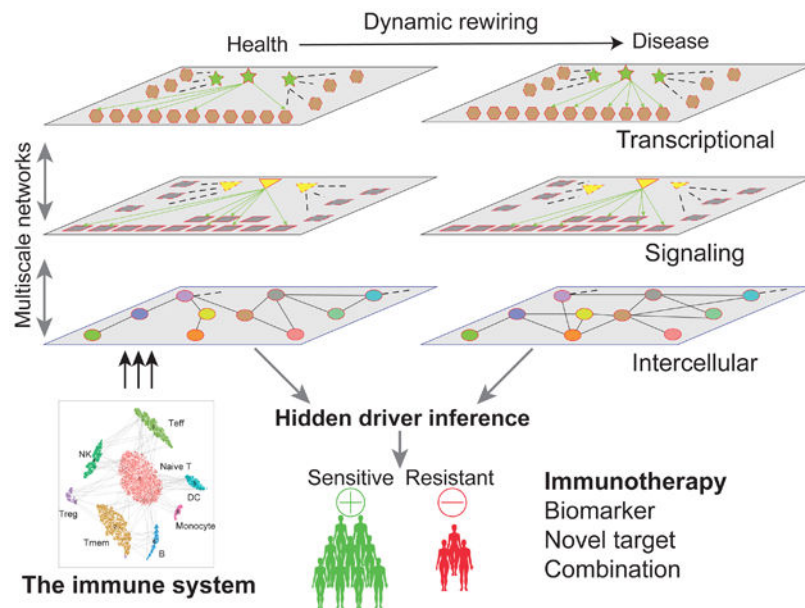 Dynamic rewiring
Health
Disease
Transcriptional
Multiscale networks
Signaling
Intercellular
Hidden driver inference
Teff
NK
Naive T
DC
Treg
Monocyte
Tmem
B
The immune system
Sensitive Resistant
Immunotherapy
Biomarker
Novel target
Combination